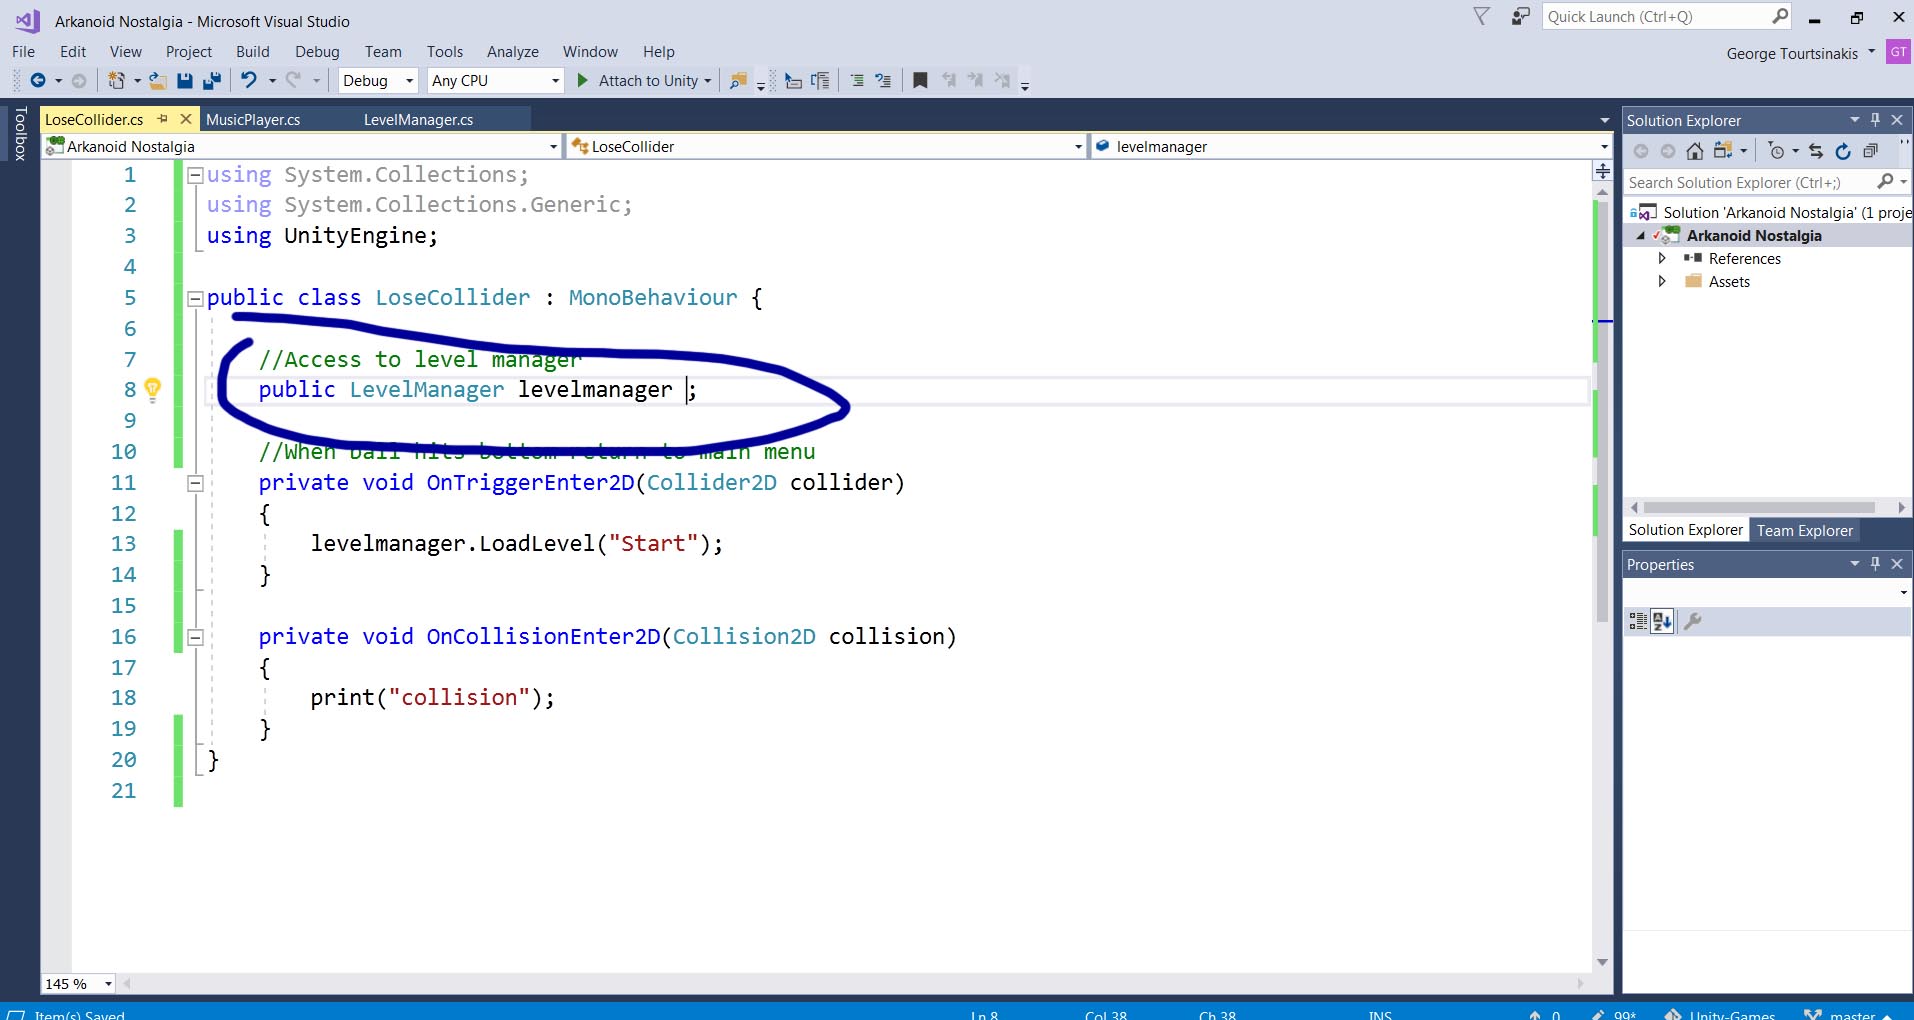 Arkanoid Nostalgia - Microsoft Visual Studio
Quick Launch (Ctrl+Q)
File Edit View Project Build Debug Team Tools Analyze Window Help
George Tourtsinakis GT
Debug Any CPU Attach to Unity
Toolbox
LoseCollider.cs MusicPlayer.cs LevelManager.cs
Arkanoid Nostalgia LoseCollider levelmanager
1 using System.Collections;
2 using System.Collections.Generic;
3 using UnityEngine;
4
5 public class LoseCollider : MonoBehaviour {
6
7 //Access to level manager
8 public LevelManager levelmanager ;
9
10 //When ball hits bottom return to main menu
11 private void OnTriggerEnter2D(Collider2D collider)
12 {
13 levelmanager.LoadLevel("Start");
14 }
15
16 private void OnCollisionEnter2D(Collision2D collision)
17 {
18 print("collision");
19 }
20 }
21
145 %
Solution Explorer
Search Solution Explorer (Ctrl+;)
Solution 'Arkanoid Nostalgia' (1 proje
Arkanoid Nostalgia
References
Assets
Solution Explorer Team Explorer
Properties
Item(s) Saved Ln 8 Col 38 Ch 38 INS 0 99* Unity-Games master